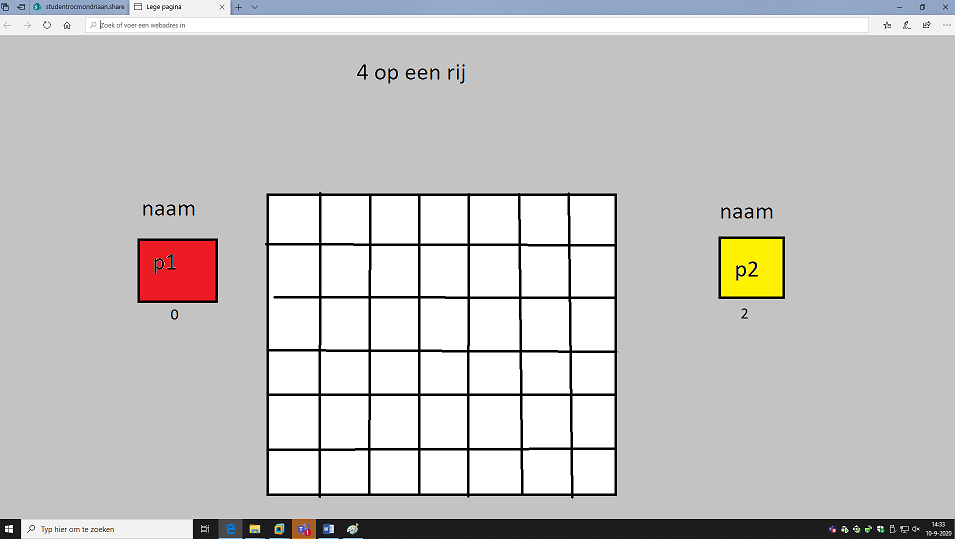 studentrocmondriaan.share
Lege pagina
Zoek of voer een webadres in
4 op een rij
naam
naam
p1
p2
0
2
Typ hier om te zoeken
14:33
10-9-2020